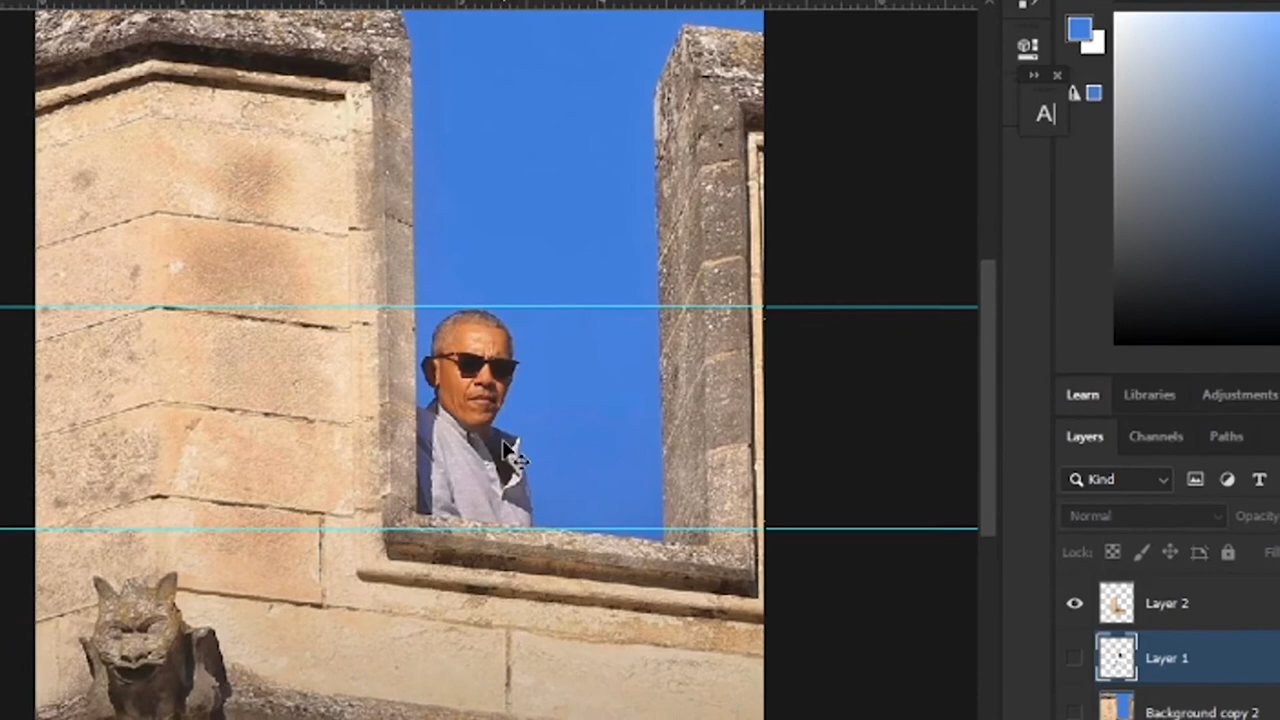 A
Learn Libraries Adjustments
Layers Channels Paths
Kind T
Normal Opacity
Lock:
Layer 2
Layer 1
Background copy 2